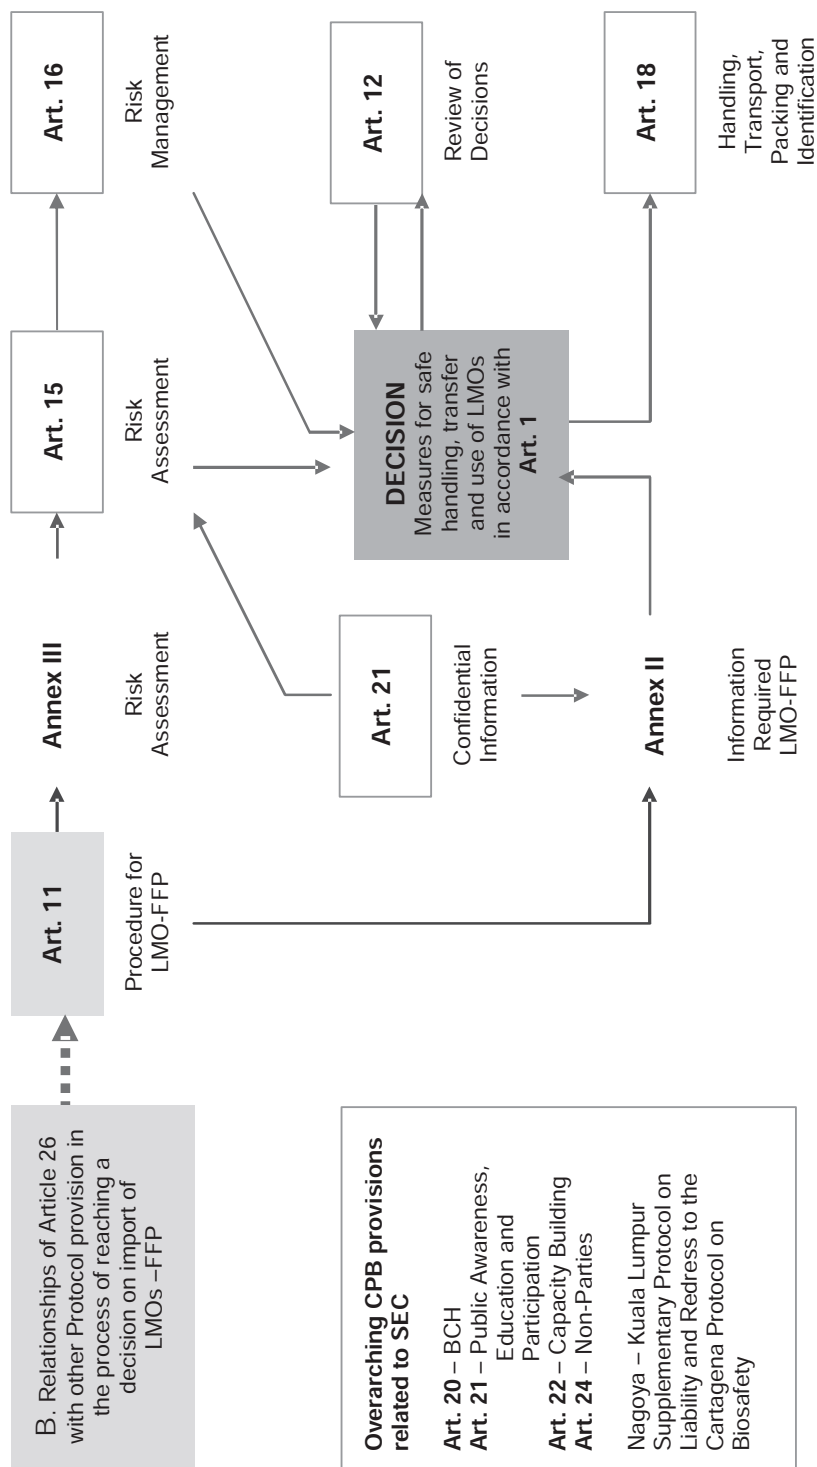 B. Relationships of Article 26
with other Protocol provision in
the process of reaching a
decision on import of
LMOs –FFP
Art. 11
Procedure for
LMO-FFP
Annex III
Risk
Assessment
Art. 15
Risk
Assessment
Art. 16
Risk
Management
Art. 21
Confidential
Information
DECISION
Measures for safe
handling, transfer
and use of LMOs
in accordance with
Art. 1
Art. 12
Review of
Decisions
Annex II
Information
Required
LMO-FFP
Art. 18
Handling,
Transport,
Packing and
Identification
Overarching CPB provisions
related to SEC
Art. 20 – BCH
Art. 21 – Public Awareness,
Education and
Participation
Art. 22 – Capacity Building
Art. 24 – Non-Parties
Nagoya – Kuala Lumpur
Supplementary Protocol on
Liability and Redress to the
Cartagena Protocol on
Biosafety